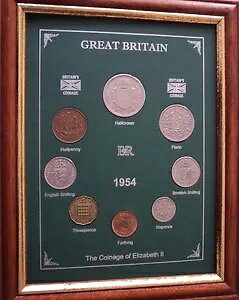 GREAT BRITAIN
BRITAIN'S COINAGE
BRITAIN'S COINAGE
Halfcrown
Halfpenny
Florin
EIIR
1954
English Shilling
Scottish Shilling
Threepence
Sixpence
Farthing
The Coinage of Elizabeth II